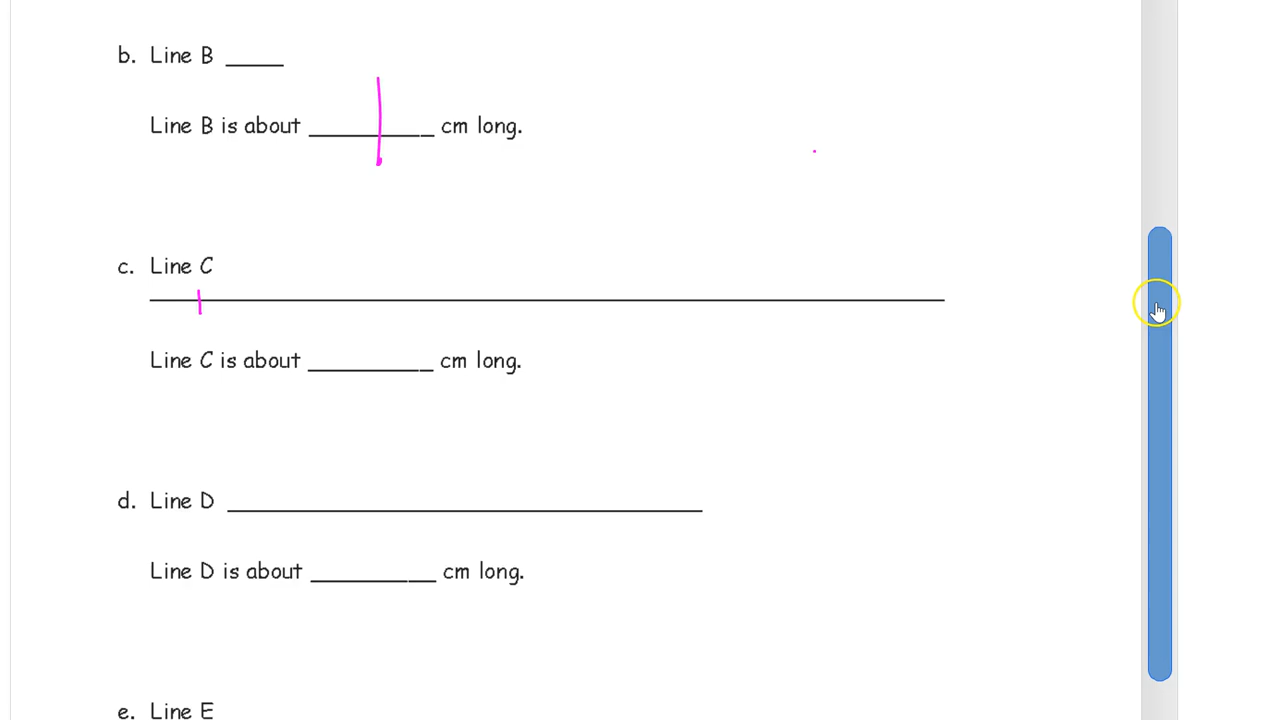 b. Line B _____
Line B is about __________ cm long.
c. Line C
Line C is about __________ cm long.
d. Line D
Line D is about __________ cm long.
e. Line E